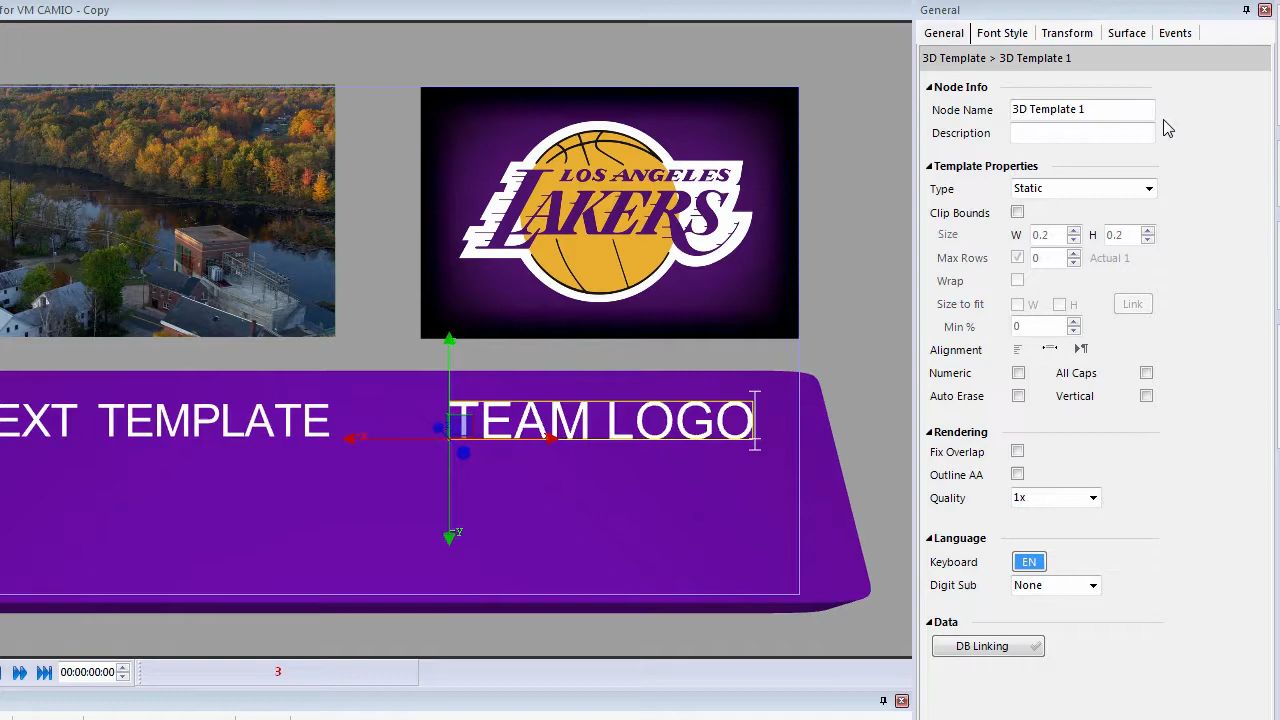 for VM CAMIO - Copy
General
General Font Style Transform Surface Events
3D Template > 3D Template 1
Node Info
Node Name 3D Template 1
Description
Template Properties
Type Static
Clip Bounds
Size W 0.2 H 0.2
Max Rows 0 Actual 1
Wrap
Size to fit W H Link
Min % 0
Alignment
Numeric All Caps
Auto Erase Vertical
Rendering
Fix Overlap
Outline AA
Quality 1x
Language
Keyboard EN
Digit Sub None
Data
DB Linking
LOS ANGELES
LAKERS
EXT TEMPLATE
TEAM LOGO
-Y
00:00:00:00
3